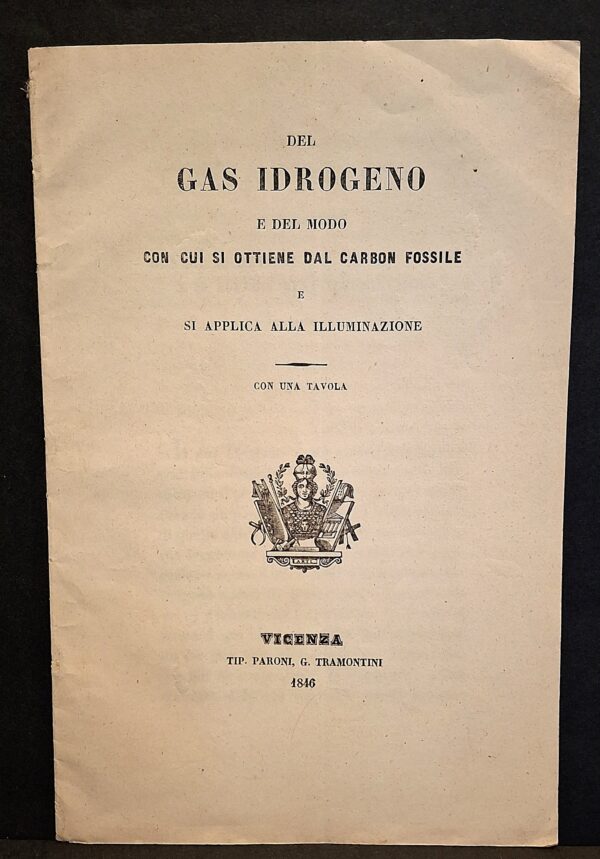 DEL
GAS IDROGENO
E DEL MODO
CON CUI SI OTTIENE DAL CARBON FOSSILE
E
SI APPLICA ALLA ILLUMINAZIONE
CON UNA TAVOLA
VICENZA
TIP. PARONI, G. TRAMONTINI
1846